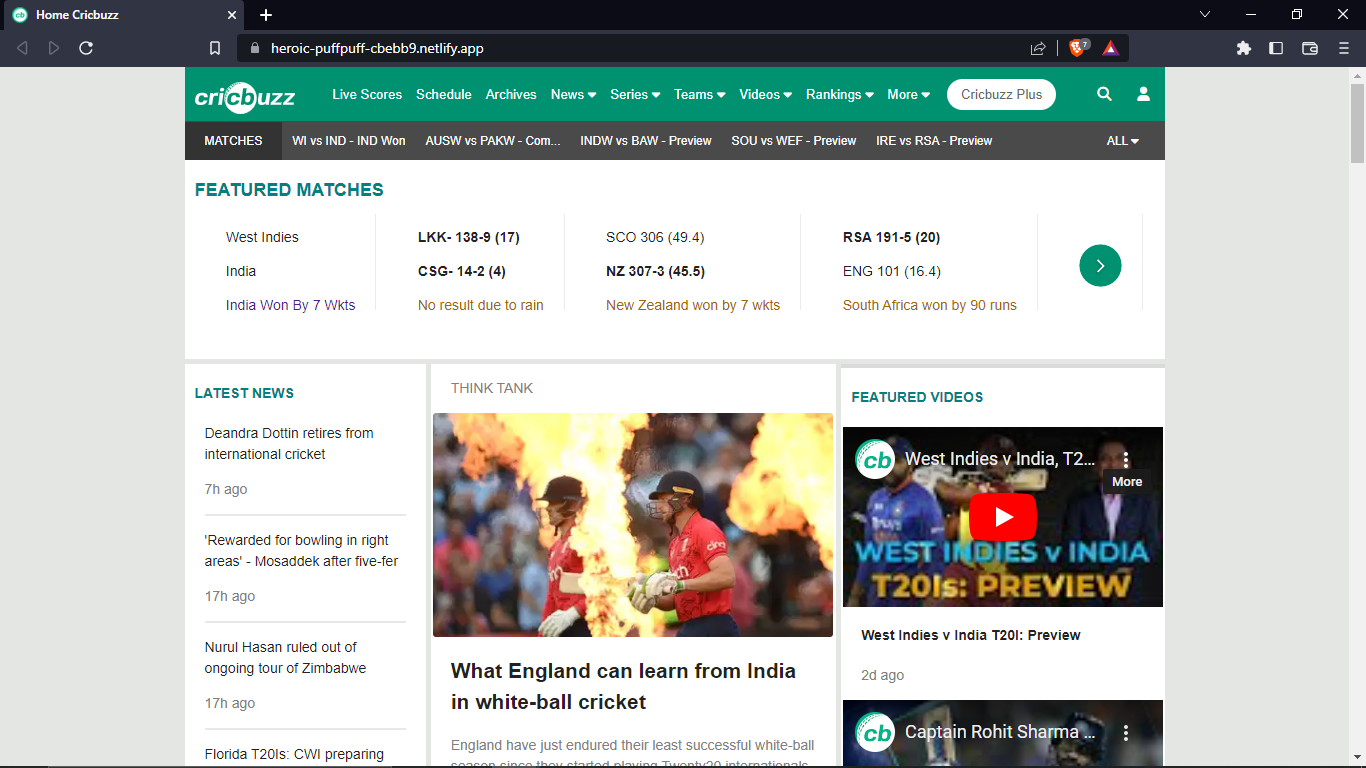 Home Cricbuzz
heroic-puffpuff-cbebb9.netlify.app
7
cricbuzz
Live Scores
Schedule
Archives
News
Series
Teams
Videos
Rankings
More
Cricbuzz Plus
MATCHES
WI vs IND - IND Won
AUSW vs PAKW - Com...
INDW vs BAW - Preview
SOU vs WEF - Preview
IRE vs RSA - Preview
ALL
FEATURED MATCHES
West Indies
India
India Won By 7 Wkts
LKK- 138-9 (17)
CSG- 14-2 (4)
No result due to rain
SCO 306 (49.4)
NZ 307-3 (45.5)
New Zealand won by 7 wkts
RSA 191-5 (20)
ENG 101 (16.4)
South Africa won by 90 runs
LATEST NEWS
Deandra Dottin retires from
international cricket
7h ago
'Rewarded for bowling in right
areas' - Mosaddek after five-fer
17h ago
Nurul Hasan ruled out of
ongoing tour of Zimbabwe
17h ago
Florida T20Is: CWI preparing
THINK TANK
cinch
What England can learn from India
in white-ball cricket
England have just endured their least successful white-ball
season since they started playing Twenty20 internationals
FEATURED VIDEOS
cb
West Indies v India, T2...
More
WEST INDIES v INDIA
T20Is: PREVIEW
West Indies v India T20I: Preview
2d ago
cb
Captain Rohit Sharma ...